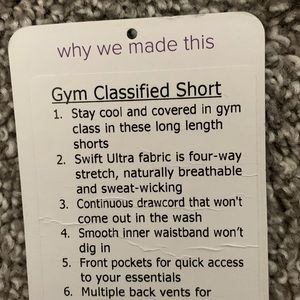 why we made this
Gym Classified Short
1. Stay cool and covered in gym
class in these long length
shorts
2. Swift Ultra fabric is four-way
stretch, naturally breathable
and sweat-wicking
3. Continuous drawcord that won't
come out in the wash
4. Smooth inner waistband won't
dig in
5. Front pockets for quick access
to your essentials
6. Multiple back vents for